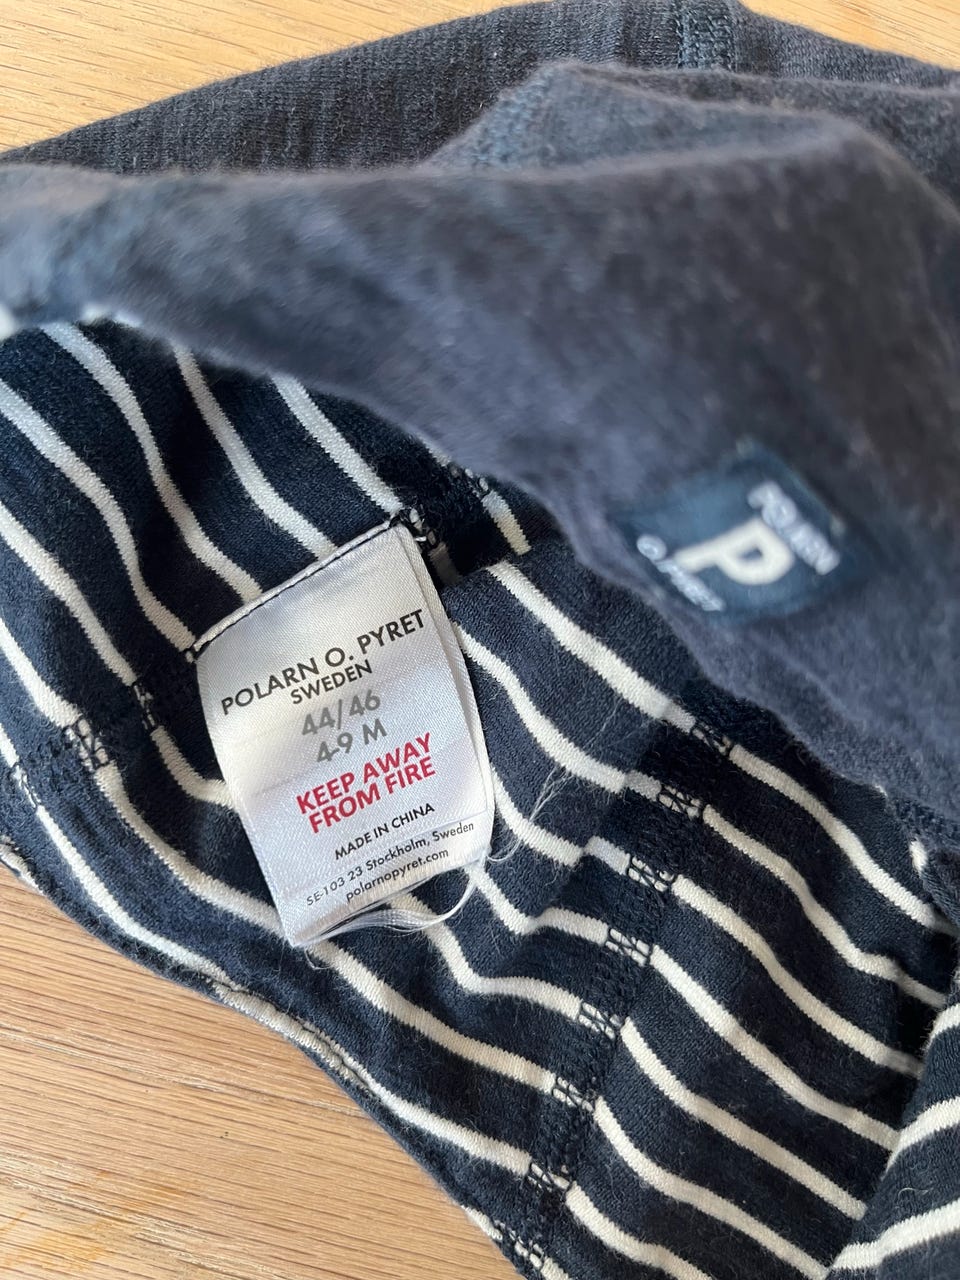 POLARN O. PYRET
SWEDEN
44/46
4-9 M
KEEP AWAY
FROM FIRE
MADE IN CHINA
SE-103 23 Stockholm, Sweden
polarnopyret.com
POLARN
P
O. PYRET